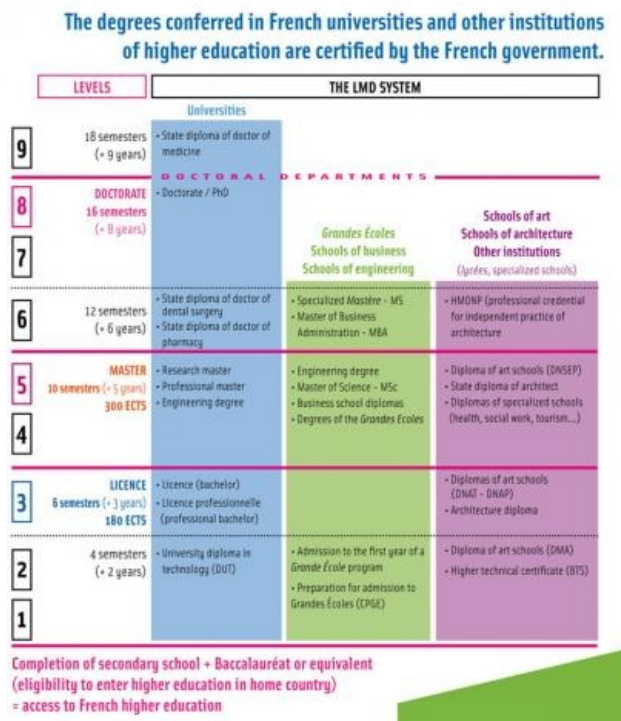 The degrees conferred in French universities and other institutions
of higher education are certified by the French government.
LEVELS
THE LMD SYSTEM
Universities
9
18 semesters
(+ 9 years)
• State diploma of doctor of
medicine
DOCTORAL DEPARTMENTS
8
DOCTORATE
16 semesters
(+ 8 years)
• Doctorate / PhD
7
Grandes Écoles
Schools of business
Schools of engineering
Schools of art
Schools of architecture
Other institutions
(lycées, specialized schools)
6
12 semesters
(+ 6 years)
• State diploma of doctor of
dental surgery
• State diploma of doctor of
pharmacy
• Specialized Mastère - MS
• Master of Business
Administration - MBA
• HMONP (professional credential
for independent practice of
architecture
5
MASTER
10 semesters (+ 5 years)
300 ECTS
• Research master
• Professional master
• Engineering degree
• Engineering degree
• Master of Science - MSc
• Business school diplomas
• Degrees of the Grandes Ecoles
• Diploma of art schools (DNSEP)
• State diploma of architect
• Diplomas of specialized schools
(health, social work, tourism...)
4
3
LICENCE
6 semesters (+ 3 years)
180 ECTS
• Licence (bachelor)
• Licence professionnelle
(professional bachelor)
• Diplomas of art schools
(DNAT - DNAP)
• Architecture diploma
2
4 semesters
(+ 2 years)
• University diploma in
technology (DUT)
• Admission to the first year of a
Grande École program
• Preparation for admission to
Grandes Écoles (CPGE)
• Diploma of art schools (DMA)
• Higher technical certificate (BTS)
1
Completion of secondary school + Baccalauréat or equivalent
(eligibility to enter higher education in home country)
= access to French higher education